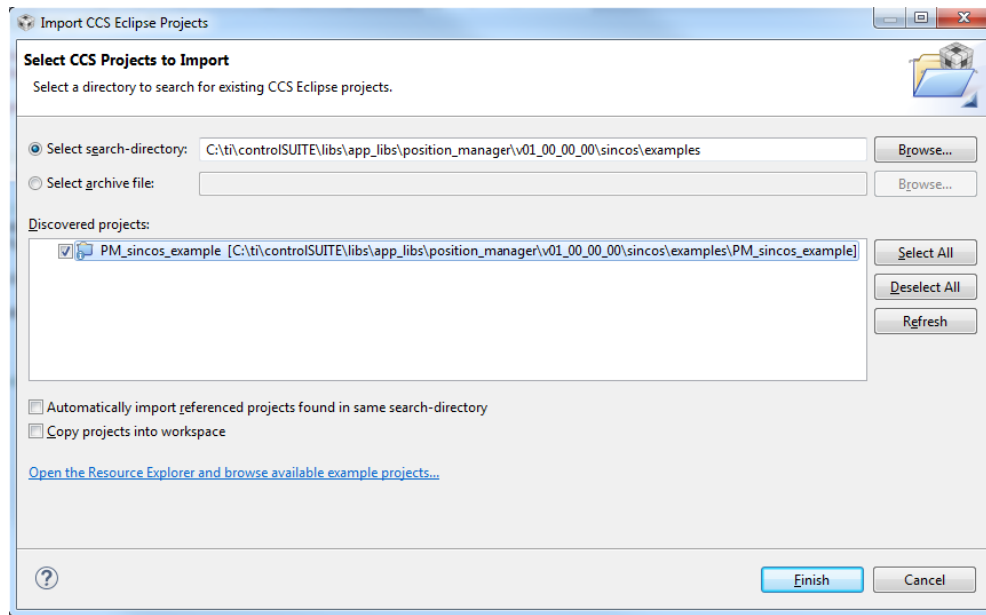 Import CCS Eclipse Projects
Select CCS Projects to Import
Select a directory to search for existing CCS Eclipse projects.
Select search-directory: C:\ti\controlSUITE\libs\app_libs\position_manager\v01_00_00_00\sincos\examples Browse...
Select archive file: Browse...
Discovered projects:
PM_sincos_example [C:\ti\controlSUITE\libs\app_libs\position_manager\v01_00_00_00\sincos\examples\PM_sincos_example] Select All
Deselect All
Refresh
Automatically import referenced projects found in same search-directory
Copy projects into workspace
Open the Resource Explorer and browse available example projects...
? Finish Cancel